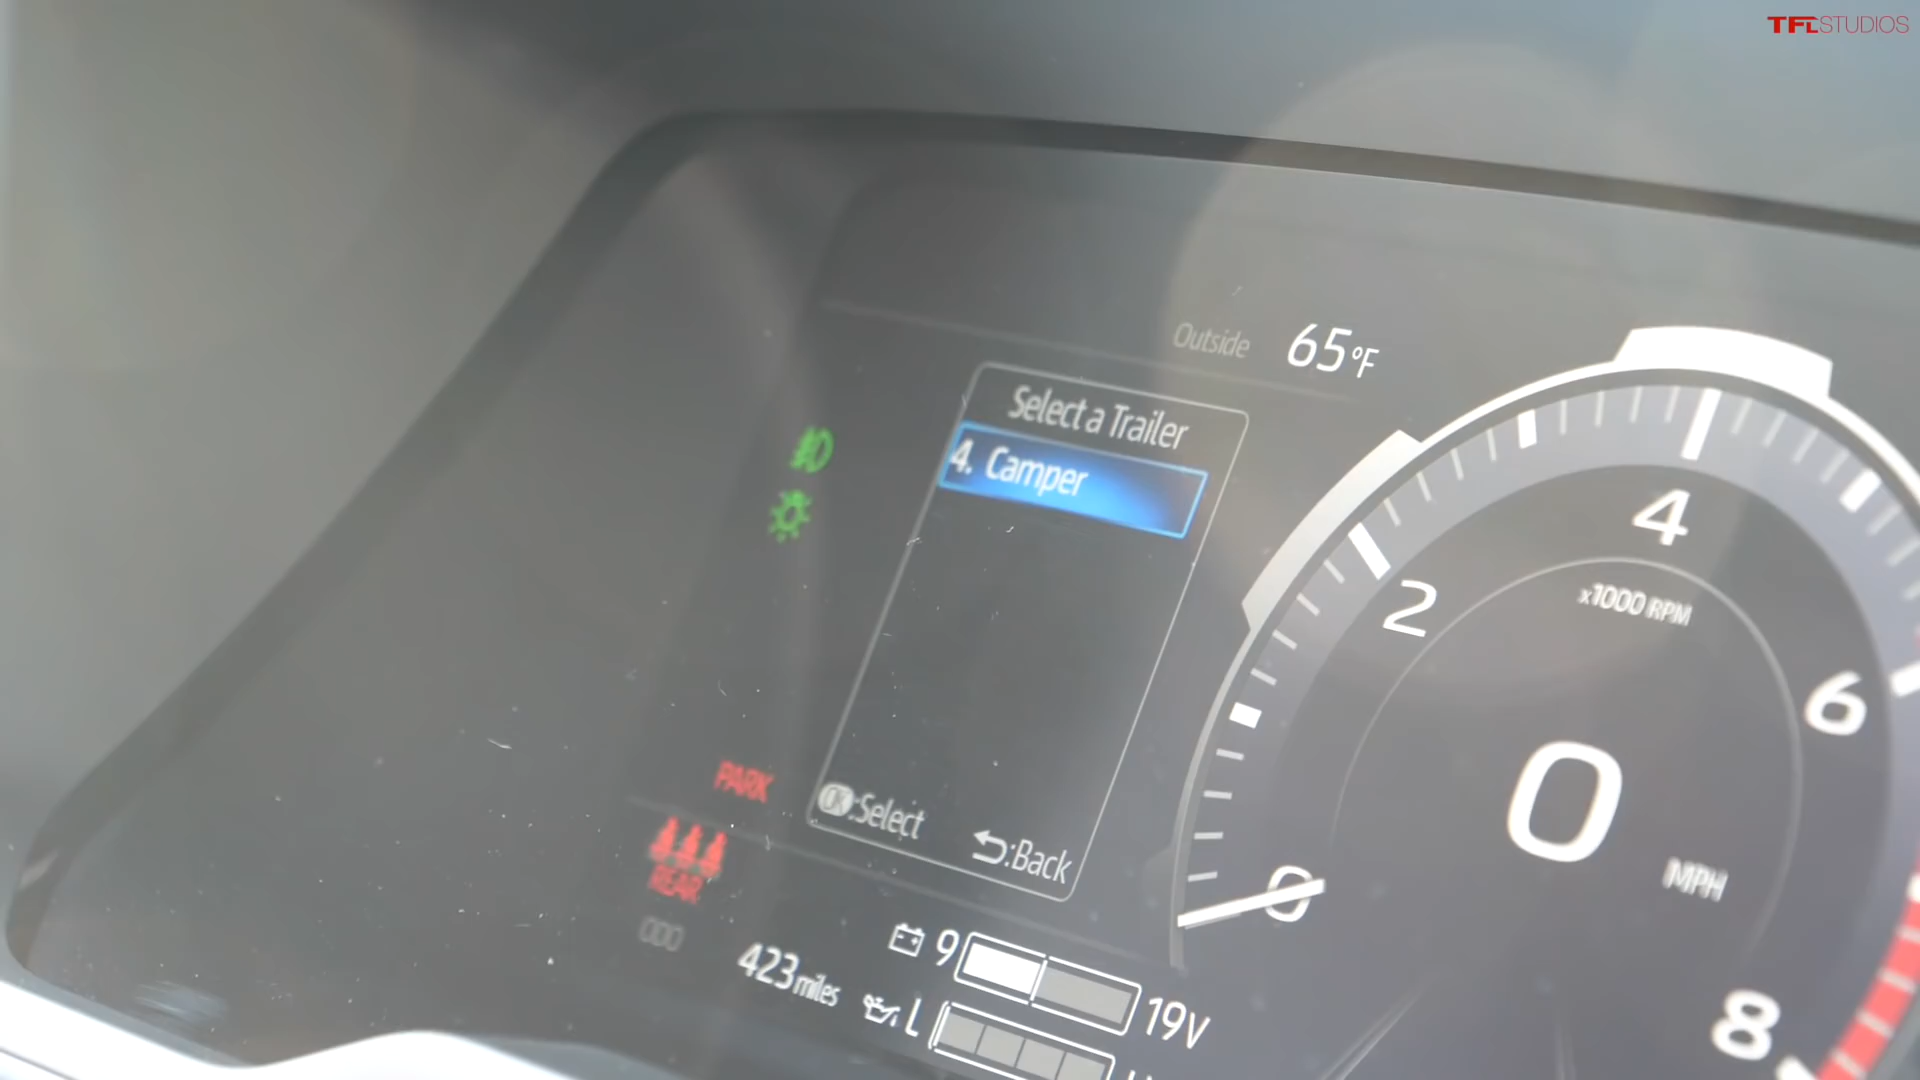 TFLSTUDIOS
Outside 65°F
Select a Trailer
4. Camper
4
x1000 RPM
2
6
PARK
OK:Select
:Back
0
MPH
REAR
0
9
19V
423 miles
L
8